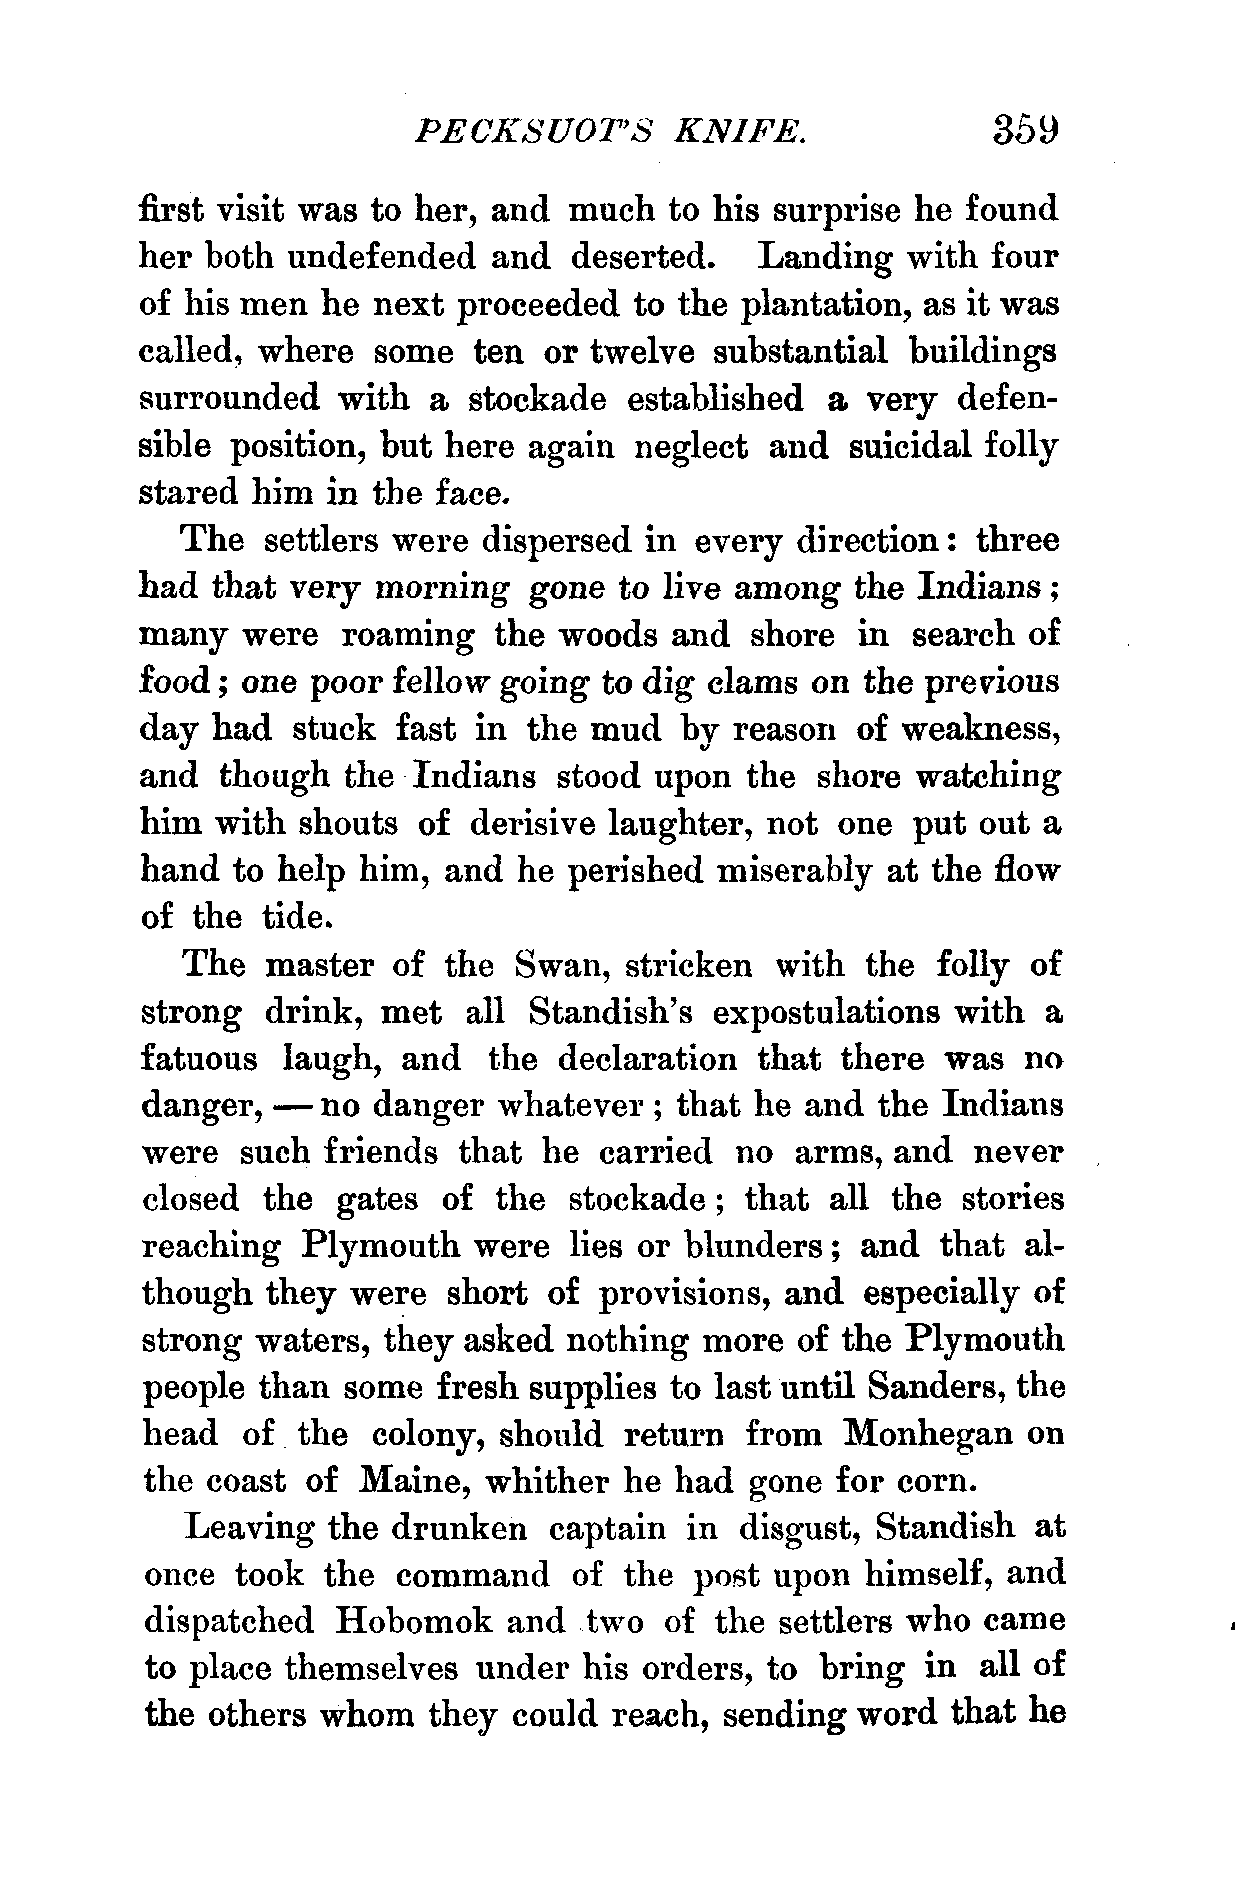 PECKSUOT'S KNIFE. 359
first visit was to her, and much to his surprise he found
her both undefended and deserted. Landing with four
of his men he next proceeded to the plantation, as it was
called, where some ten or twelve substantial buildings
surrounded with a stockade established a very defen-
sible position, but here again neglect and suicidal folly
stared him in the face.
The settlers were dispersed in every direction: three
had that very morning gone to live among the Indians;
many were roaming the woods and shore in search of
food; one poor fellow going to dig clams on the previous
day had stuck fast in the mud by reason of weakness,
and though the Indians stood upon the shore watching
him with shouts of derisive laughter, not one put out a
hand to help him, and he perished miserably at the flow
of the tide.
The master of the Swan, stricken with the folly of
strong drink, met all Standish's expostulations with a
fatuous laugh, and the declaration that there was no
danger, — no danger whatever; that he and the Indians
were such friends that he carried no arms, and never
closed the gates of the stockade; that all the stories
reaching Plymouth were lies or blunders; and that al-
though they were short of provisions, and especially of
strong waters, they asked nothing more of the Plymouth
people than some fresh supplies to last until Sanders, the
head of the colony, should return from Monhegan on
the coast of Maine, whither he had gone for corn.
Leaving the drunken captain in disgust, Standish at
once took the command of the post upon himself, and
dispatched Hobomok and two of the settlers who came
to place themselves under his orders, to bring in all of
the others whom they could reach, sending word that he